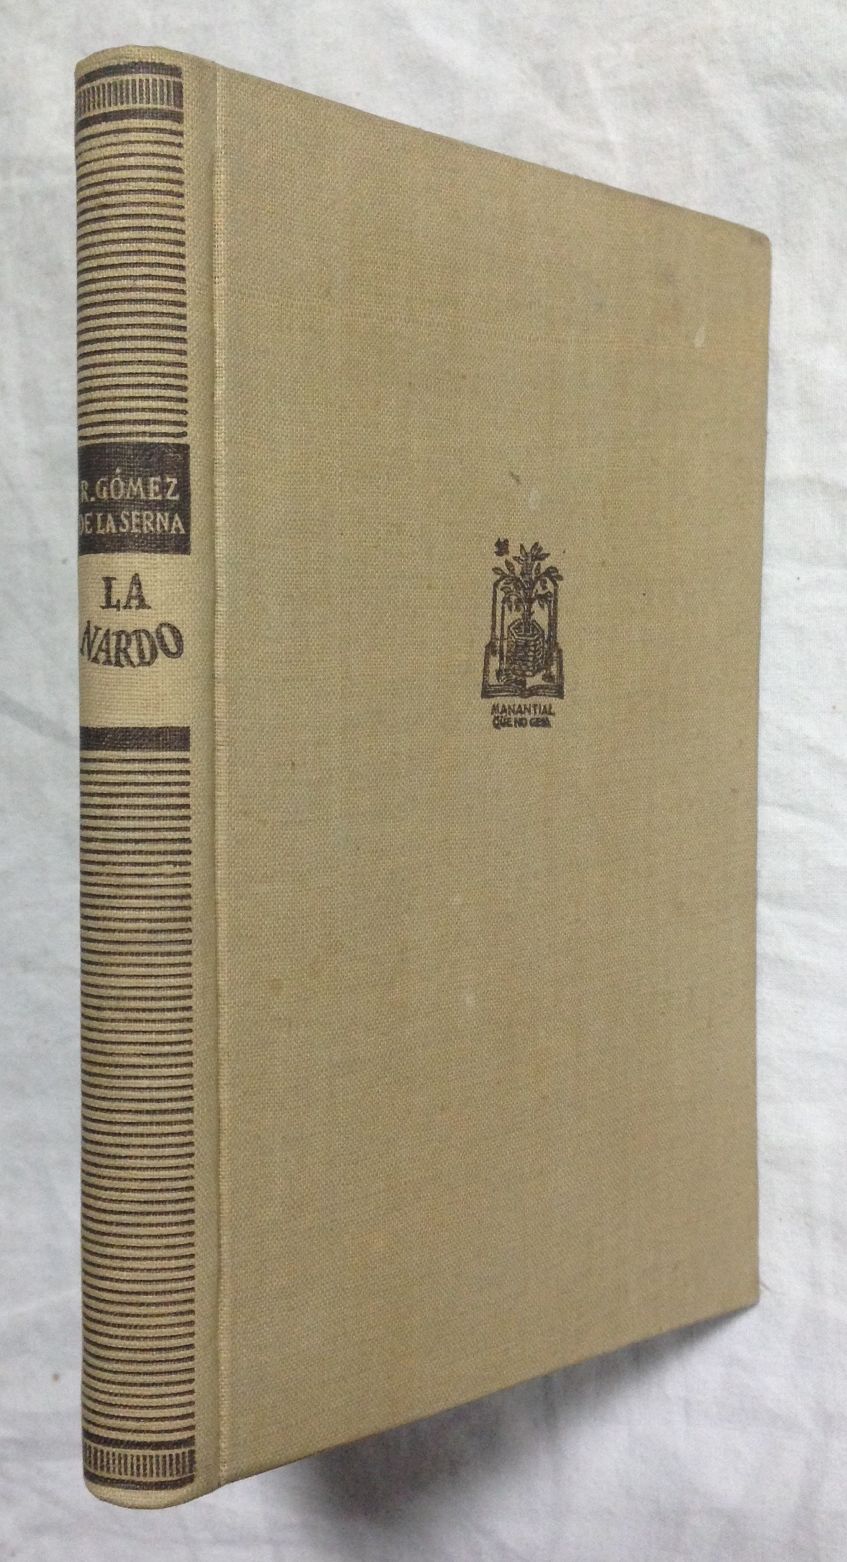 R. GÓMEZ
DE LA SERNA
LA
NARDO
MANANTIAL
QUE NO CESA